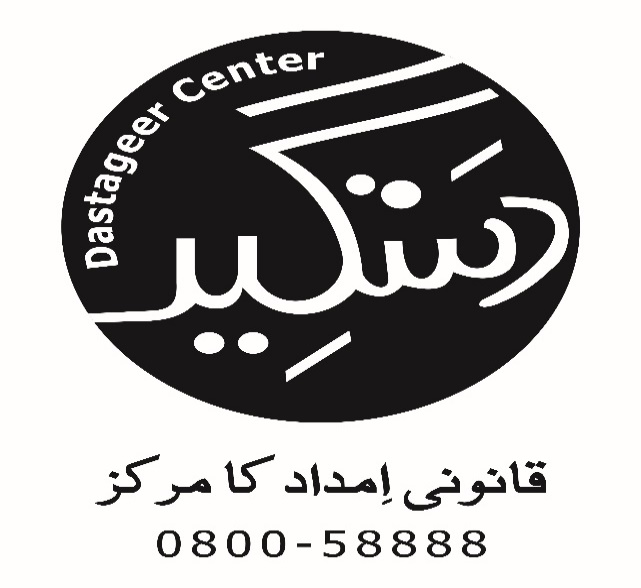 Dastageer Center
دستگیر
قانونی اِمداد کا مرکز
0800-58888